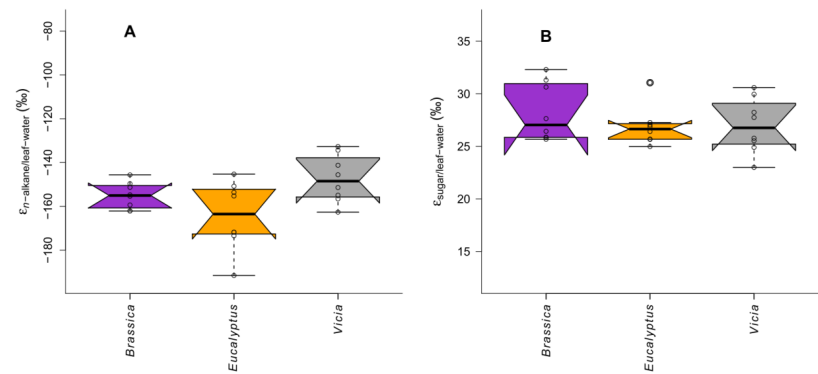 A
εn−alkane/leaf−water (‰)
−80
−100
−120
−140
−160
−180
Brassica
Eucalyptus
Vicia
B
εsugar/leaf−water (‰)
35
30
25
20
15
Brassica
Eucalyptus
Vicia